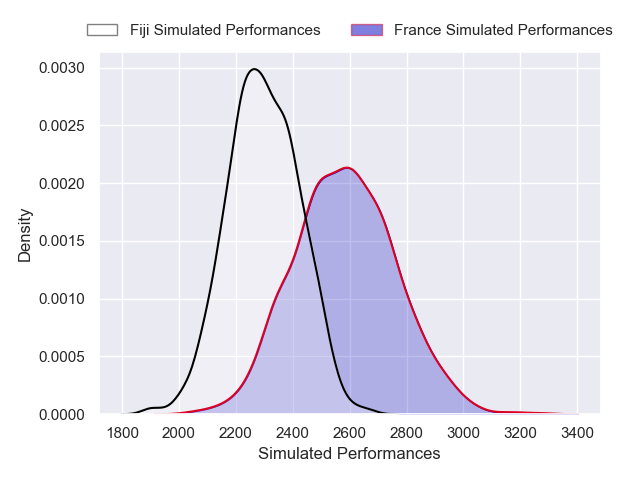 Fiji Simulated Performances France Simulated Performances
0.0030
0.0025
0.0020
0.0015
0.0010
0.0005
0.0000
Density
1800 2000 2200 2400 2600 2800 3000 3200 3400
Simulated Performances